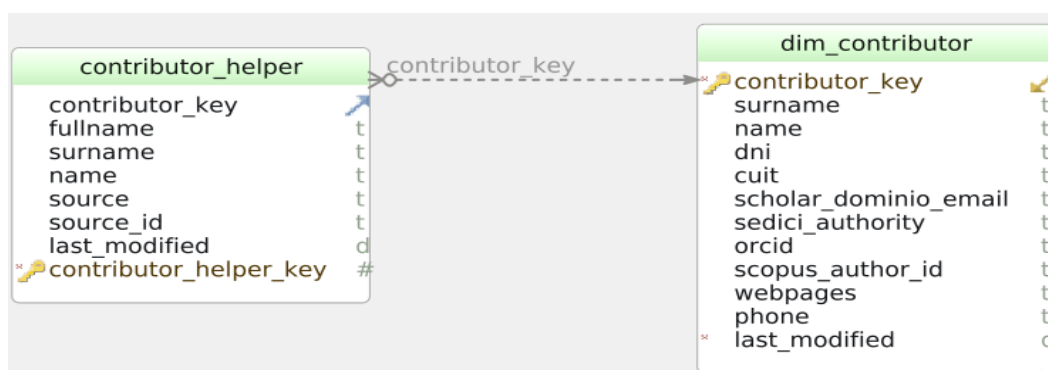 contributor_helper
contributor_key
fullname t
surname t
name t
source t
source_id t
last_modified d
contributor_helper_key #
contributor_key
dim_contributor
contributor_key
surname t
name t
dni t
cuit t
scholar_dominio_email t
sedici_authority t
orcid t
scopus_author_id t
webpages t
phone t
last_modified d